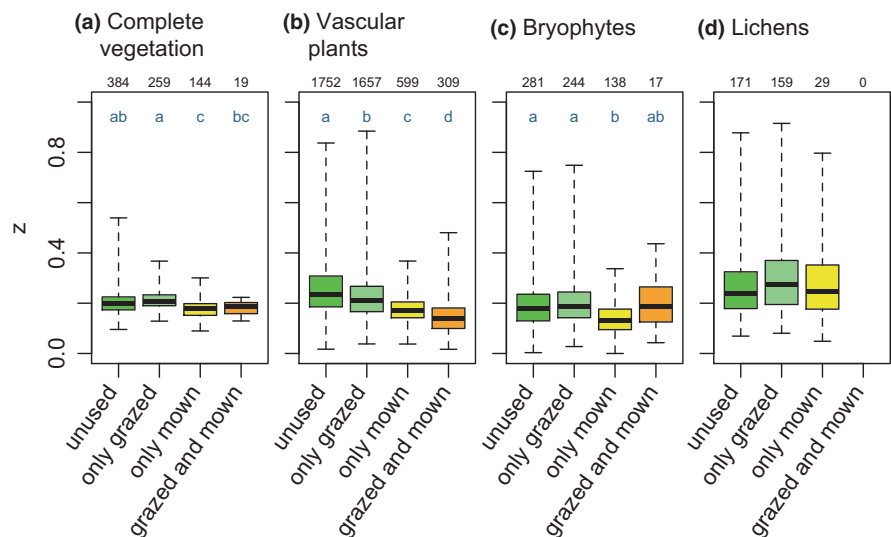 (a) Complete
vegetation
(b) Vascular
plants
(c) Bryophytes
(d) Lichens
384 259 144 19
1752 1657 599 309
281 244 138 17
171 159 29 0
ab a c bc
a b c d
a a b ab
z
0.8
0.4
0.0
unused
only grazed
only mown
grazed and mown
unused
only grazed
only mown
grazed and mown
unused
only grazed
only mown
grazed and mown
unused
only grazed
only mown
grazed and mown